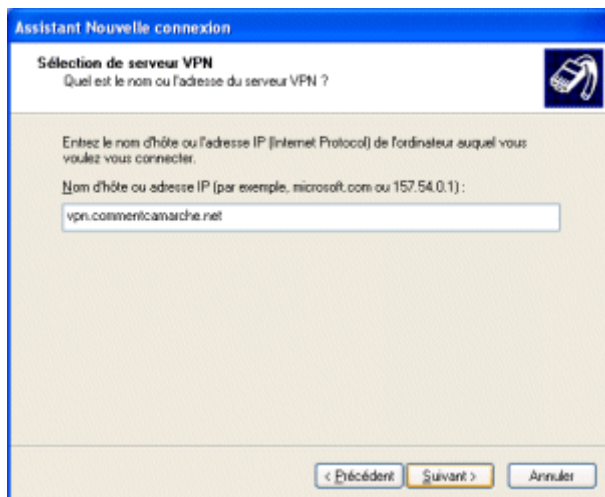 Assistant Nouvelle connexion
Sélection de serveur VPN
Quel est le nom ou l'adresse du serveur VPN ?
Entrez le nom d'hôte ou l'adresse IP (Internet Protocol) de l'ordinateur auquel vous
voulez vous connecter.
Nom d'hôte ou adresse IP (par exemple, microsoft.com ou 157.54.0.1) :
vpn.commentcamarche.net
< Précédent Suivant > Annuler